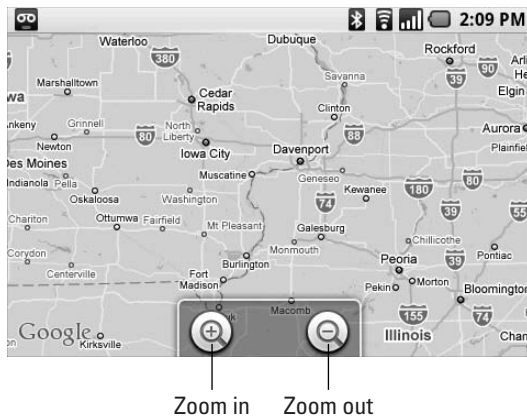 2:09 PM
Waterloo
Dubuque
Rockford
380
90
39
Marshalltown
Cedar
Rapids
Savanna
Elgin
Clinton
Ankeny
Grinnell
North
Liberty
80
88
Aurora
Newton
Iowa City
Davenport
Plainfie
Des Moines
Muscatine
Geneseo
80
Indianola
Pella
Oskaloosa
Washington
Kewanee
180
74
39
55
Chariton
Ottumwa
Fairfield
Mt Pleasant
Galesburg
Chillicothe
Corydon
Burlington
Monmouth
Peoria
39
Pontiac
Centerville
Fort
Madison
Pekin
Morton
Bloomington
Macomb
155
74
Google
Kirksville
Illinois
Chan
Zoom in
Zoom out